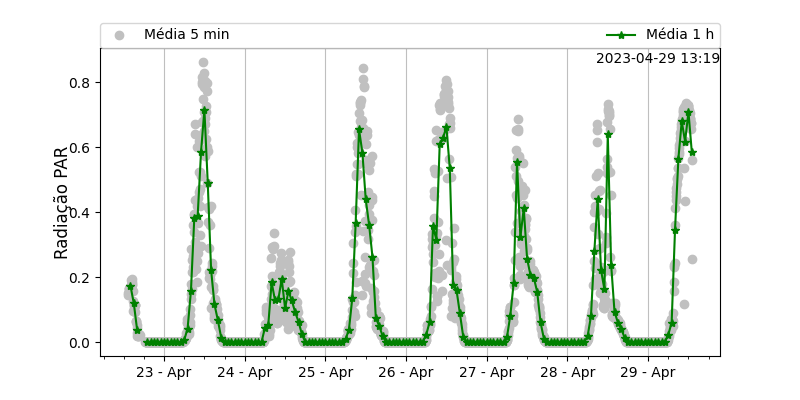 Média 5 min
Média 1 h
2023-04-29 13:19
Radiação PAR
0.8
0.6
0.4
0.2
0.0
23 - Apr
24 - Apr
25 - Apr
26 - Apr
27 - Apr
28 - Apr
29 - Apr